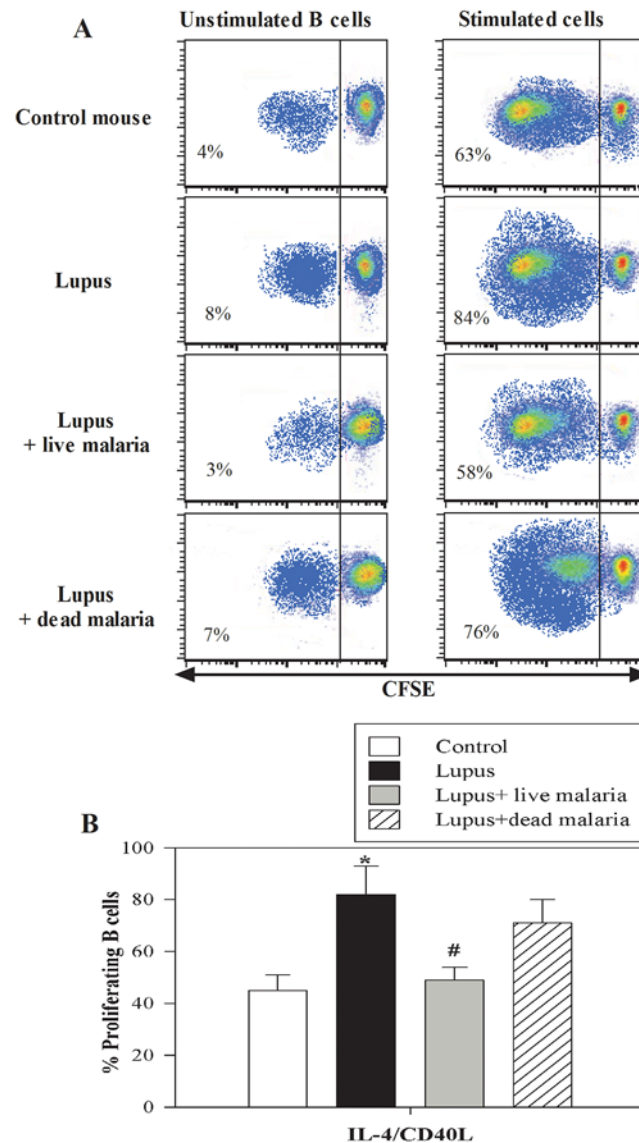 A
Unstimulated B cells
Stimulated cells
Control mouse
4%
63%
Lupus
8%
84%
Lupus
+ live malaria
3%
58%
Lupus
+ dead malaria
7%
76%
CFSE
Control
Lupus
Lupus+ live malaria
Lupus+dead malaria
B
% Proliferating B cells
100
80
60
40
20
0
*
#
IL-4/CD40L